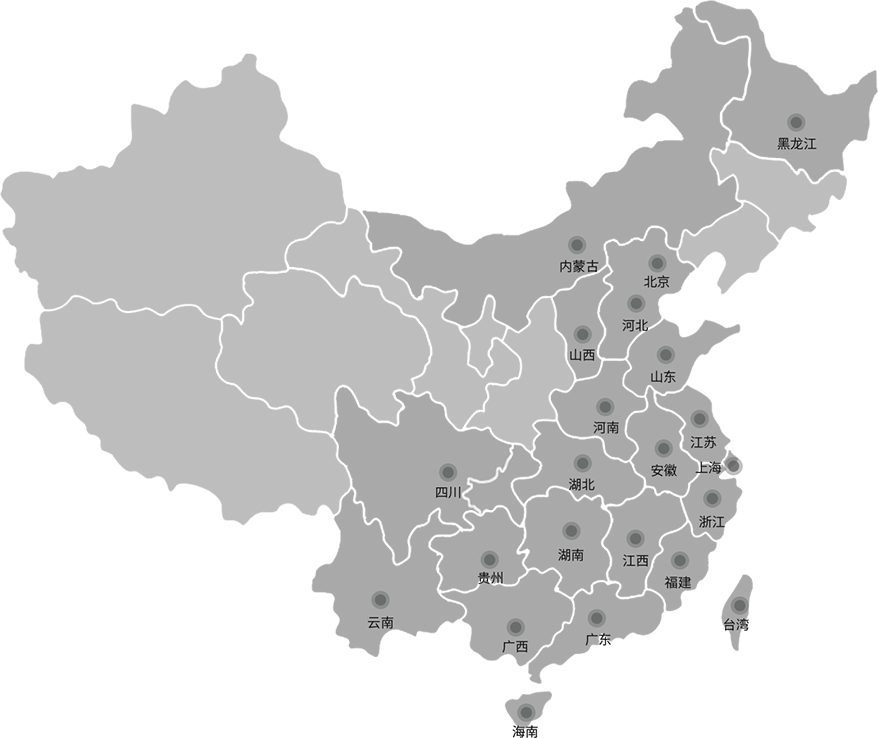 黑龙江
内蒙古
北京
河北
山西
山东
河南
江苏
安徽
上海
湖北
四川
浙江
湖南
江西
贵州
福建
云南
台湾
广东
广西
海南